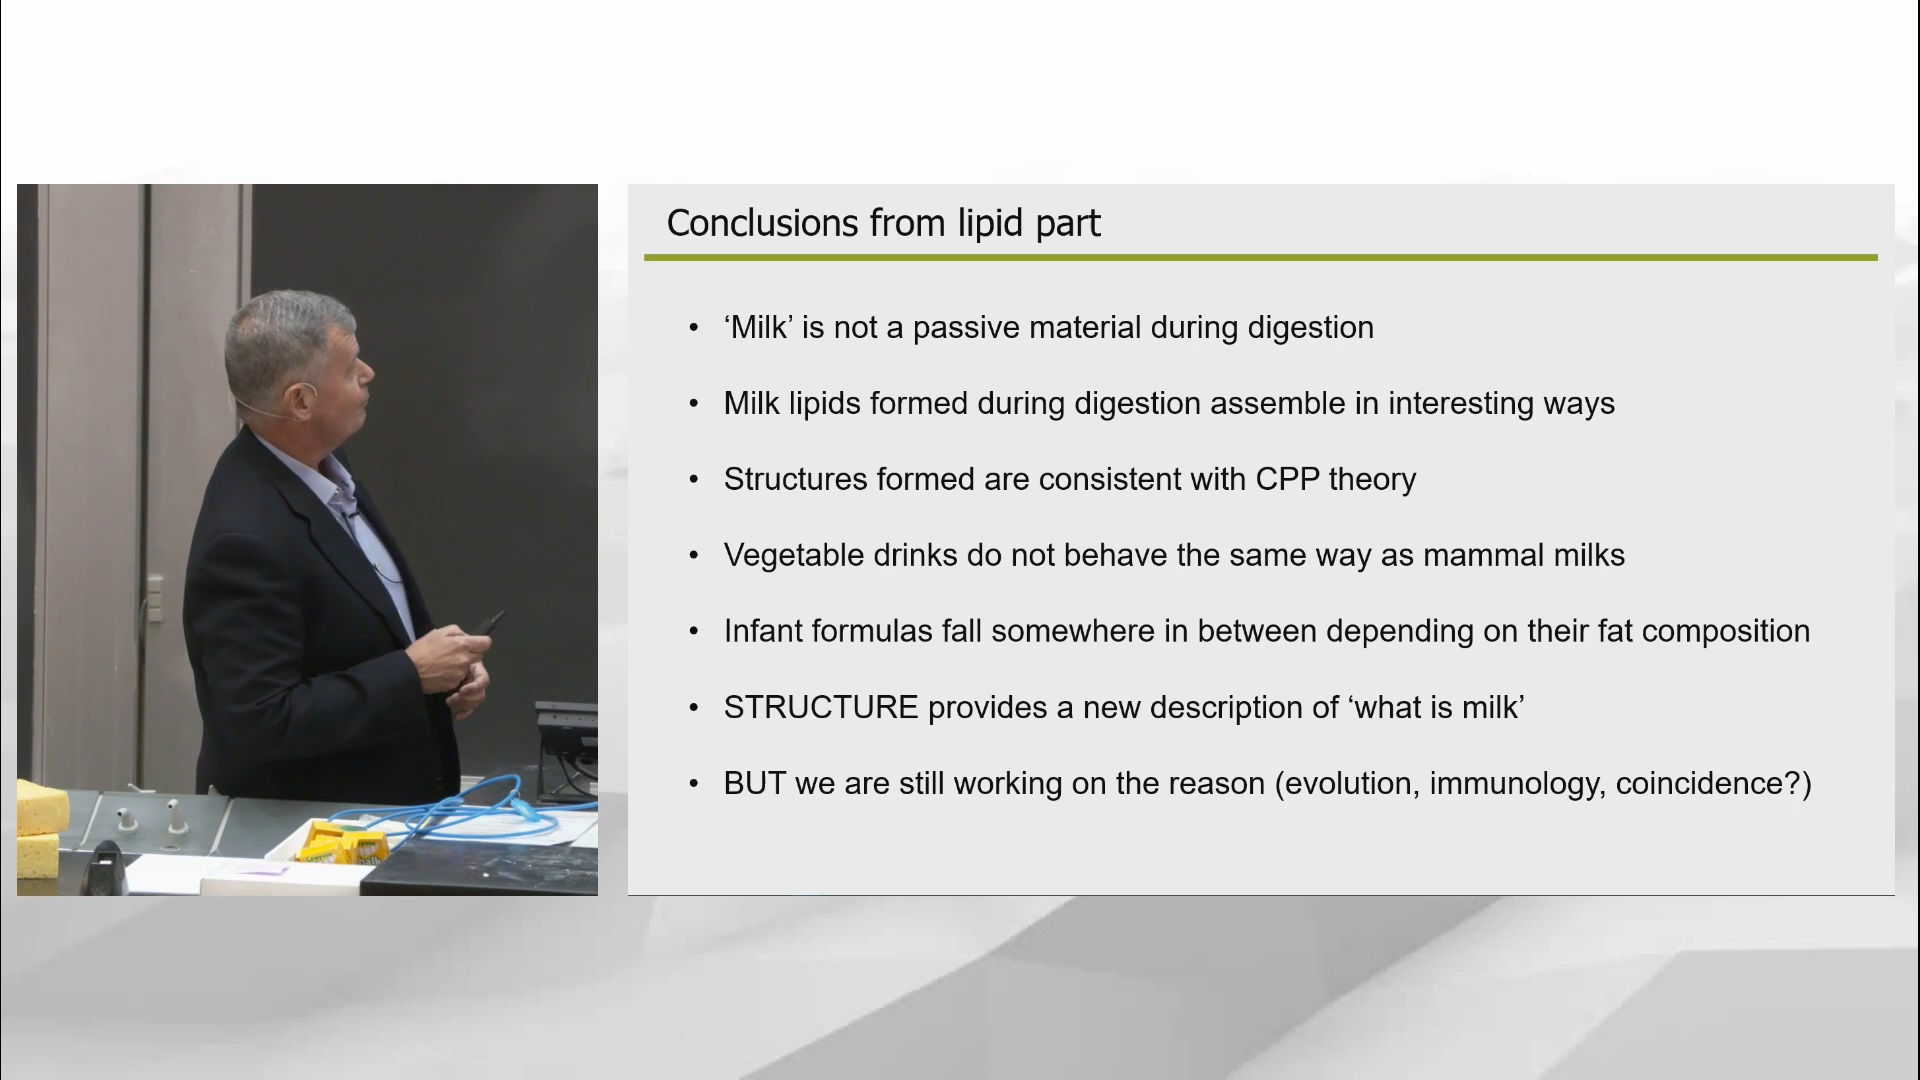 Conclusions from lipid part
• ‘Milk’ is not a passive material during digestion
• Milk lipids formed during digestion assemble in interesting ways
• Structures formed are consistent with CPP theory
• Vegetable drinks do not behave the same way as mammal milks
• Infant formulas fall somewhere in between depending on their fat composition
• STRUCTURE provides a new description of ‘what is milk’
• BUT we are still working on the reason (evolution, immunology, coincidence?)